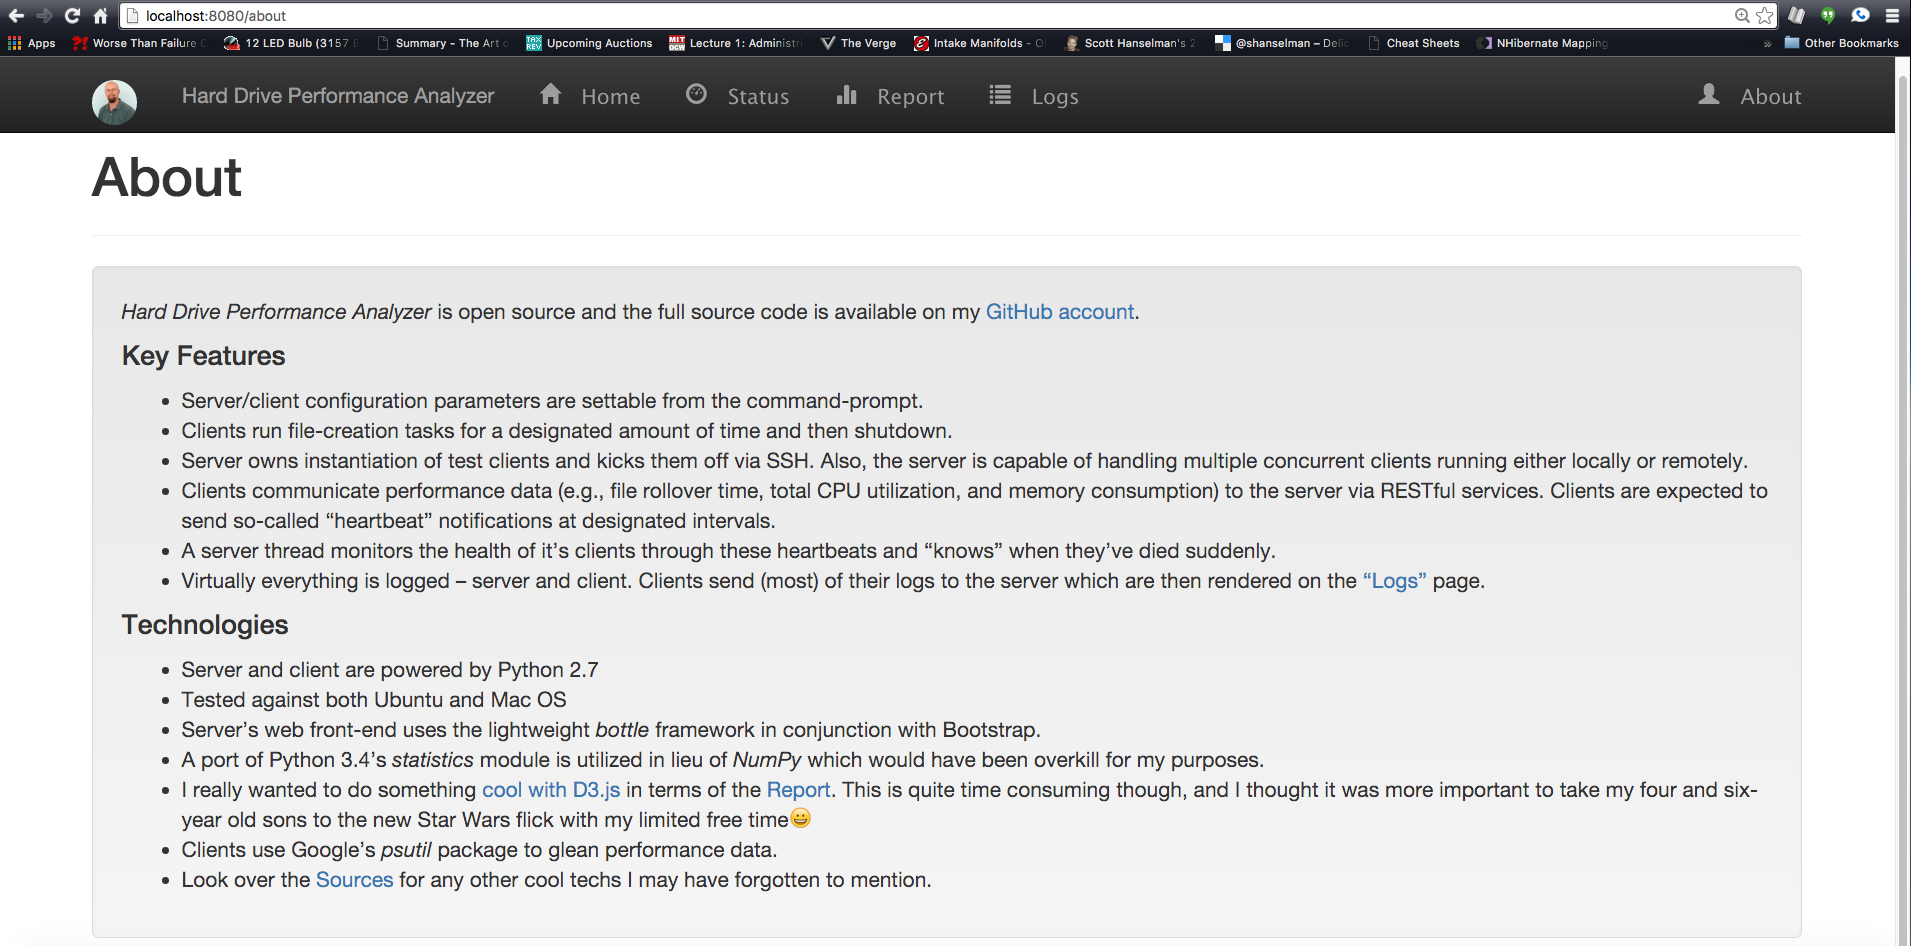 localhost:8080/about
Apps Worse Than Failure 12 LED Bulb (3157 Summary - The Art Upcoming Auctions Lecture 1: Administr The Verge Intake Manifolds - Scott Hanselman's @shanselman – Delic Cheat Sheets NHibernate Mapping » Other Bookmarks
Hard Drive Performance Analyzer Home Status Report Logs About
About
Hard Drive Performance Analyzer is open source and the full source code is available on my GitHub account.
Key Features
• Server/client configuration parameters are settable from the command-prompt.
• Clients run file-creation tasks for a designated amount of time and then shutdown.
• Server owns instantiation of test clients and kicks them off via SSH. Also, the server is capable of handling multiple concurrent clients running either locally or remotely.
• Clients communicate performance data (e.g., file rollover time, total CPU utilization, and memory consumption) to the server via RESTful services. Clients are expected to
send so-called “heartbeat” notifications at designated intervals.
• A server thread monitors the health of it’s clients through these heartbeats and “knows” when they’ve died suddenly.
• Virtually everything is logged – server and client. Clients send (most) of their logs to the server which are then rendered on the “Logs” page.
Technologies
• Server and client are powered by Python 2.7
• Tested against both Ubuntu and Mac OS
• Server’s web front-end uses the lightweight bottle framework in conjunction with Bootstrap.
• A port of Python 3.4’s statistics module is utilized in lieu of NumPy which would have been overkill for my purposes.
• I really wanted to do something cool with D3.js in terms of the Report. This is quite time consuming though, and I thought it was more important to take my four and six-
year old sons to the new Star Wars flick with my limited free time😀
• Clients use Google’s psutil package to glean performance data.
• Look over the Sources for any other cool techs I may have forgotten to mention.